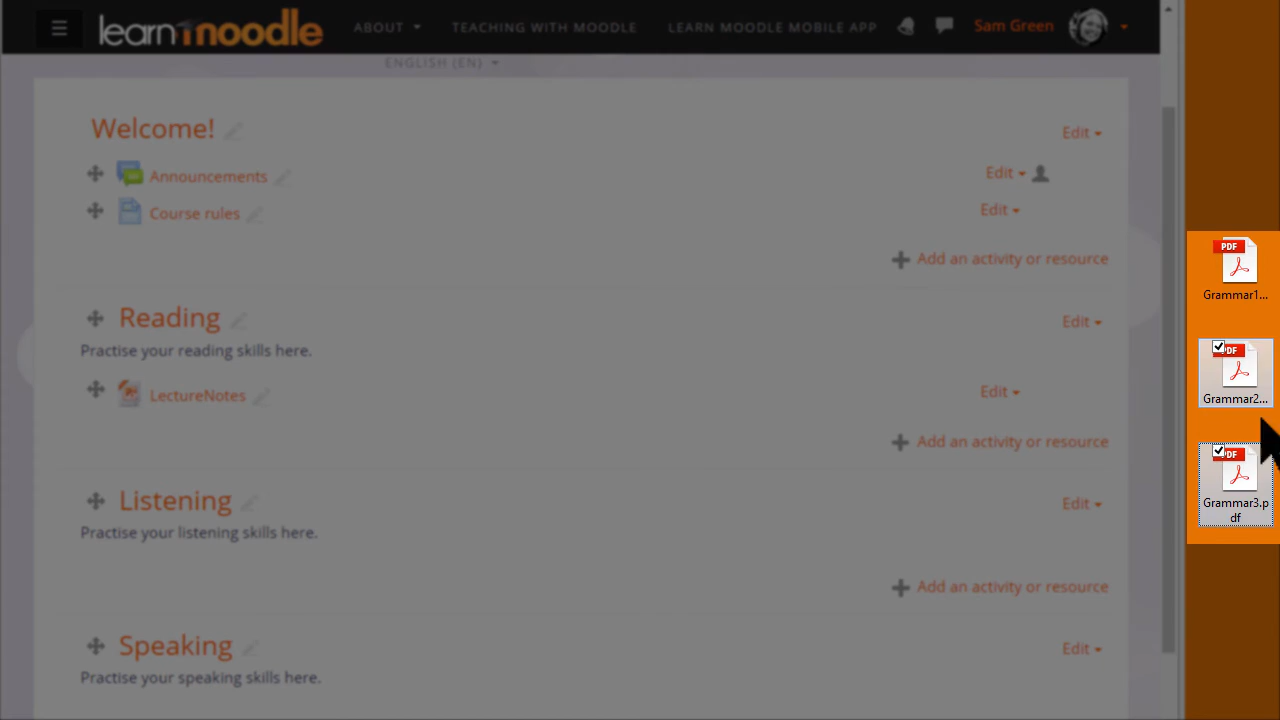 learn moodle
ABOUT
TEACHING WITH MOODLE
LEARN MOODLE MOBILE APP
Sam Green
ENGLISH (EN)
Welcome!
Edit
Announcements
Edit
Course rules
Edit
Add an activity or resource
Reading
Edit
Practise your reading skills here.
LectureNotes
Edit
Add an activity or resource
Listening
Edit
Practise your listening skills here.
Add an activity or resource
Speaking
Edit
Practise your speaking skills here.
PDF
Grammar1...
PDF
Grammar2...
PDF
Grammar3.p
df